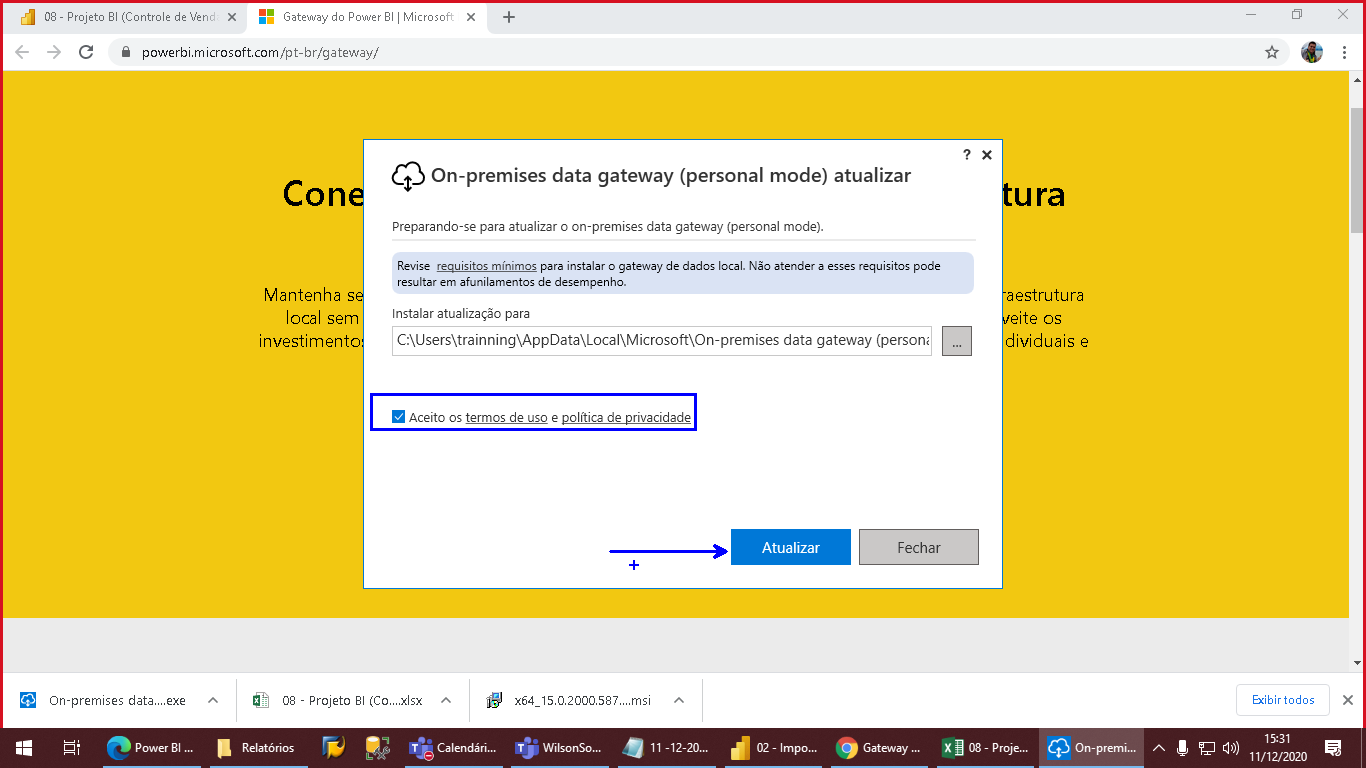 08 - Projeto BI (Controle de Vend
Gateway do Power BI | Microsoft
powerbi.microsoft.com/pt-br/gateway/
Cone
tura
Mantenha se
raestrutura
local sem
veite os
investimentos
dividuais e
? ×
On-premises data gateway (personal mode) atualizar
Preparando-se para atualizar o on-premises data gateway (personal mode).
Revise requisitos mínimos para instalar o gateway de dados local. Não atender a esses requisitos pode
resultar em afunilamentos de desempenho.
Instalar atualização para
C:\Users\trainning\AppData\Local\Microsoft\On-premises data gateway (persona
...
Aceito os termos de uso e política de privacidade
Atualizar
Fechar
On-premises data....exe
08 - Projeto BI (Co....xlsx
x64_15.0.2000.587....msi
Exibir todos
Power BI ...
Relatórios
Calendári...
WilsonSo...
11 -12-20...
02 - Impo...
Gateway ...
08 - Proje...
On-premi...
15:31
11/12/2020